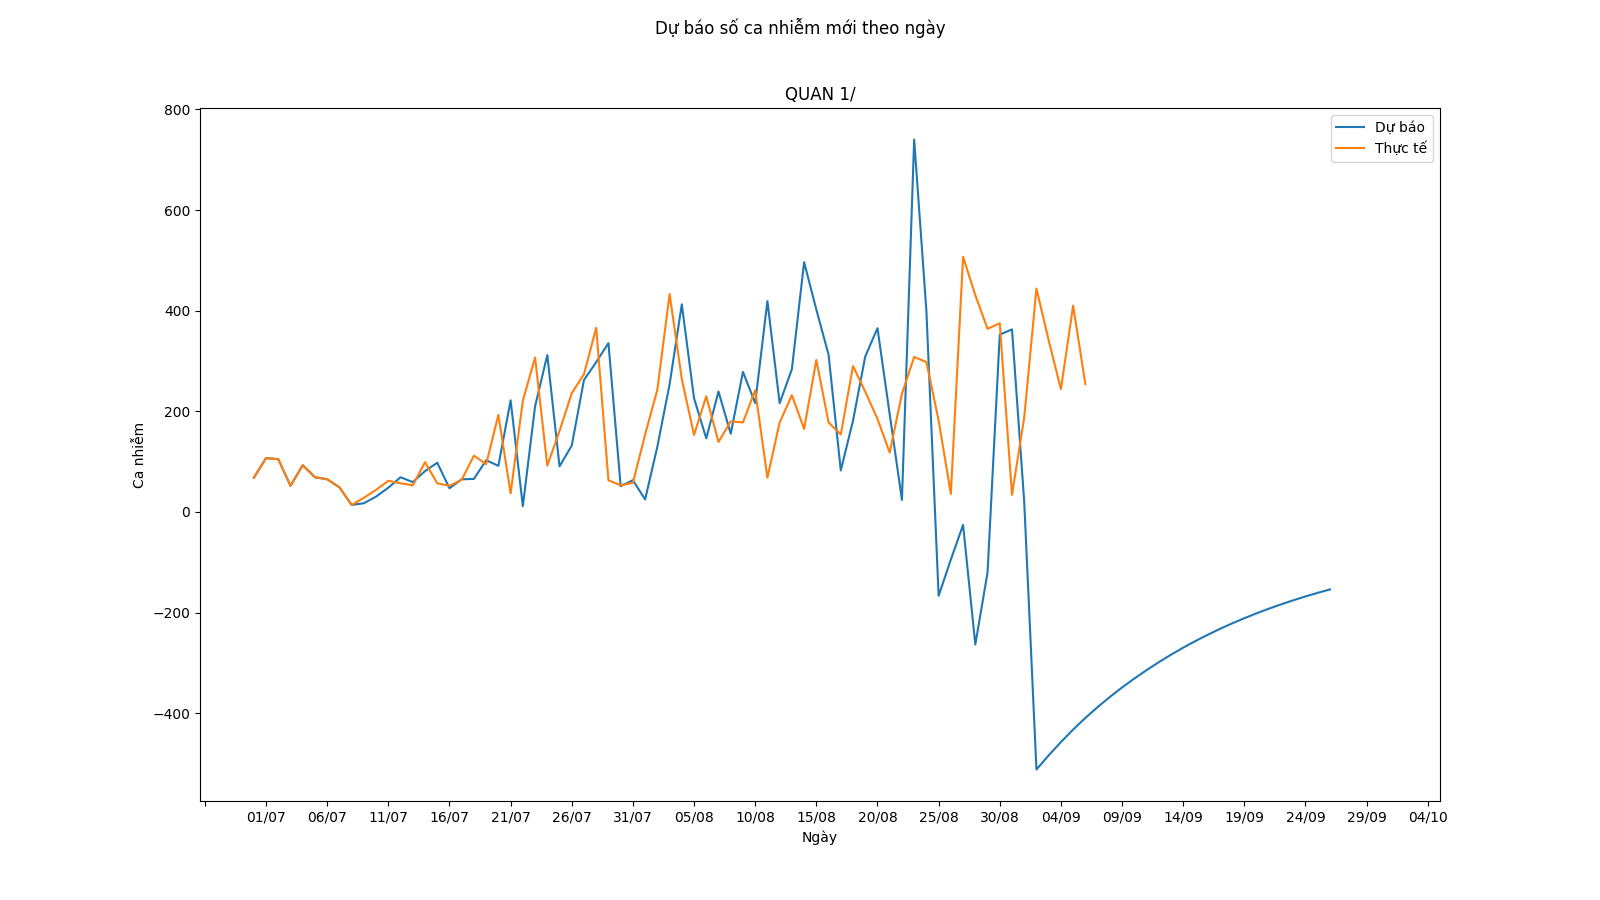 Dự báo số ca nhiễm mới theo ngày
QUAN 1/
800
600
400
200
0
−200
−400
Ca nhiễm
Dự báo
Thực tế
01/07 06/07 11/07 16/07 21/07 26/07 31/07 05/08 10/08 15/08 20/08 25/08 30/08 04/09 09/09 14/09 19/09 24/09 29/09 04/10
Ngày